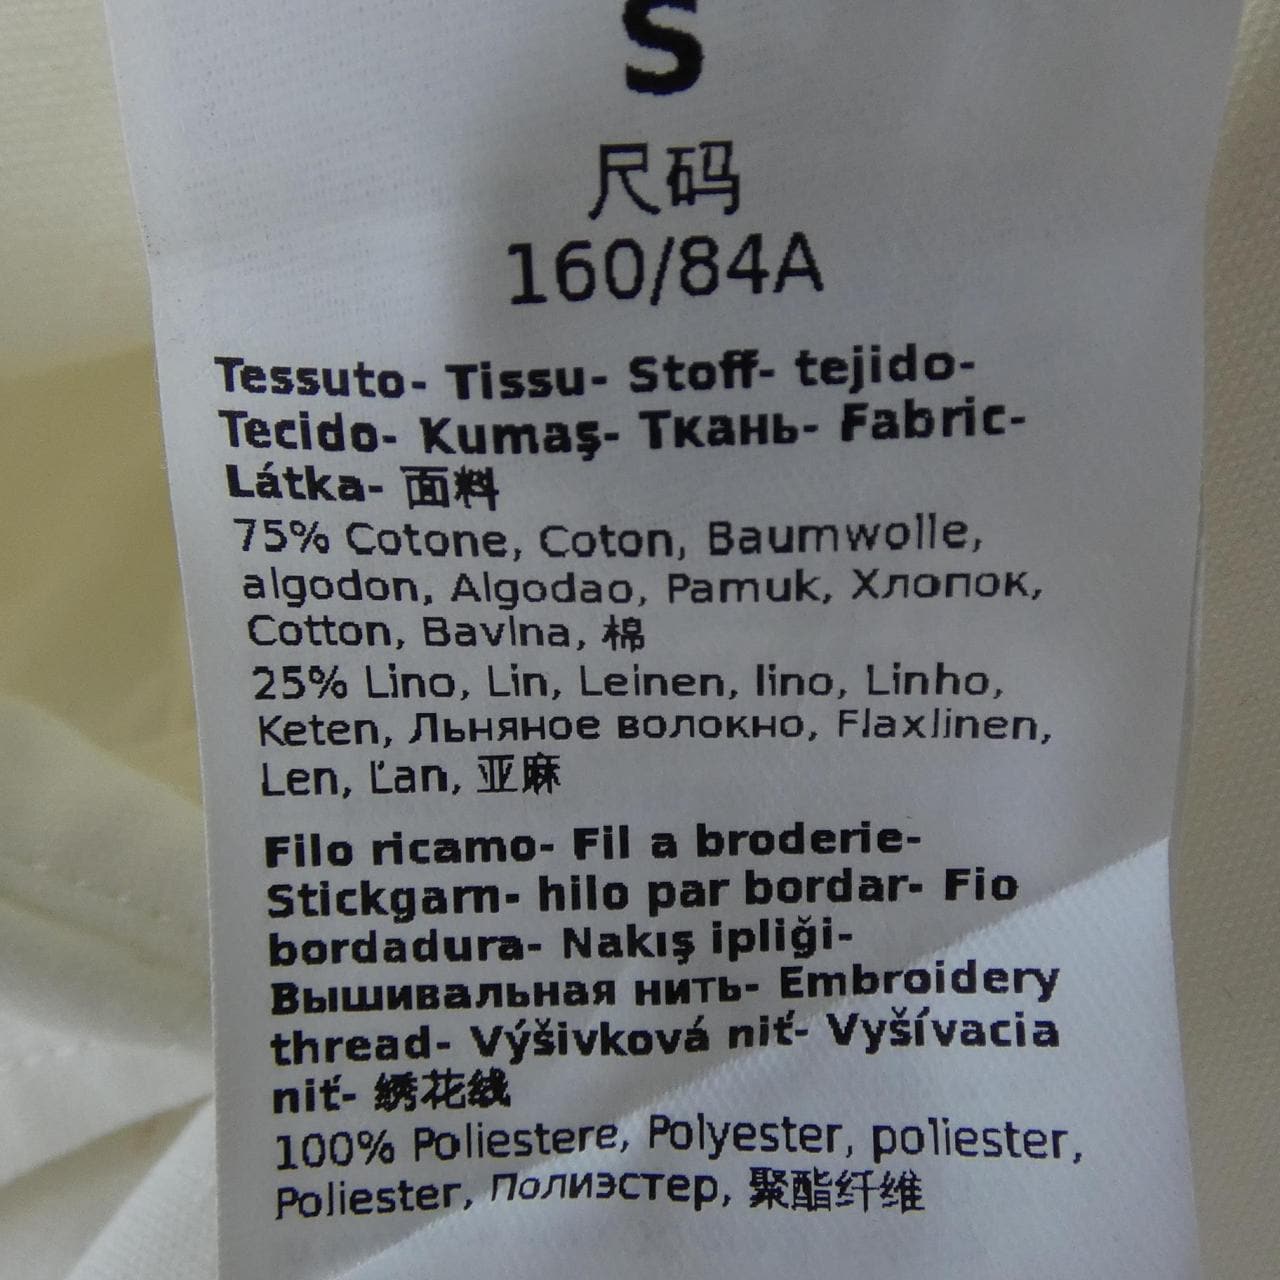 S
尺码
160/84A
Tessuto- Tissu- Stoff- tejido-
Tecido- Kumaş- Ткань- Fabric-
Látka- 面料
75% Cotone, Coton, Baumwolle,
algodon, Algodao, Pamuk, Хлопок,
Cotton, Bavlna, 棉
25% Lino, Lin, Leinen, lino, Linho,
Keten, Льняное волокно, Flaxlinen,
Len, Ľan, 亚麻
Filo ricamo- Fil a broderie-
Stickgarn- hilo par bordar- Fio
bordadura- Nakış ipliği-
Вышивальная нить- Embroidery
thread- Výšivková niť- Vyšívacia
niť- 绣花线
100% Poliestere, Polyester, poliester,
Poliester, Полиэстер, 聚酯纤维